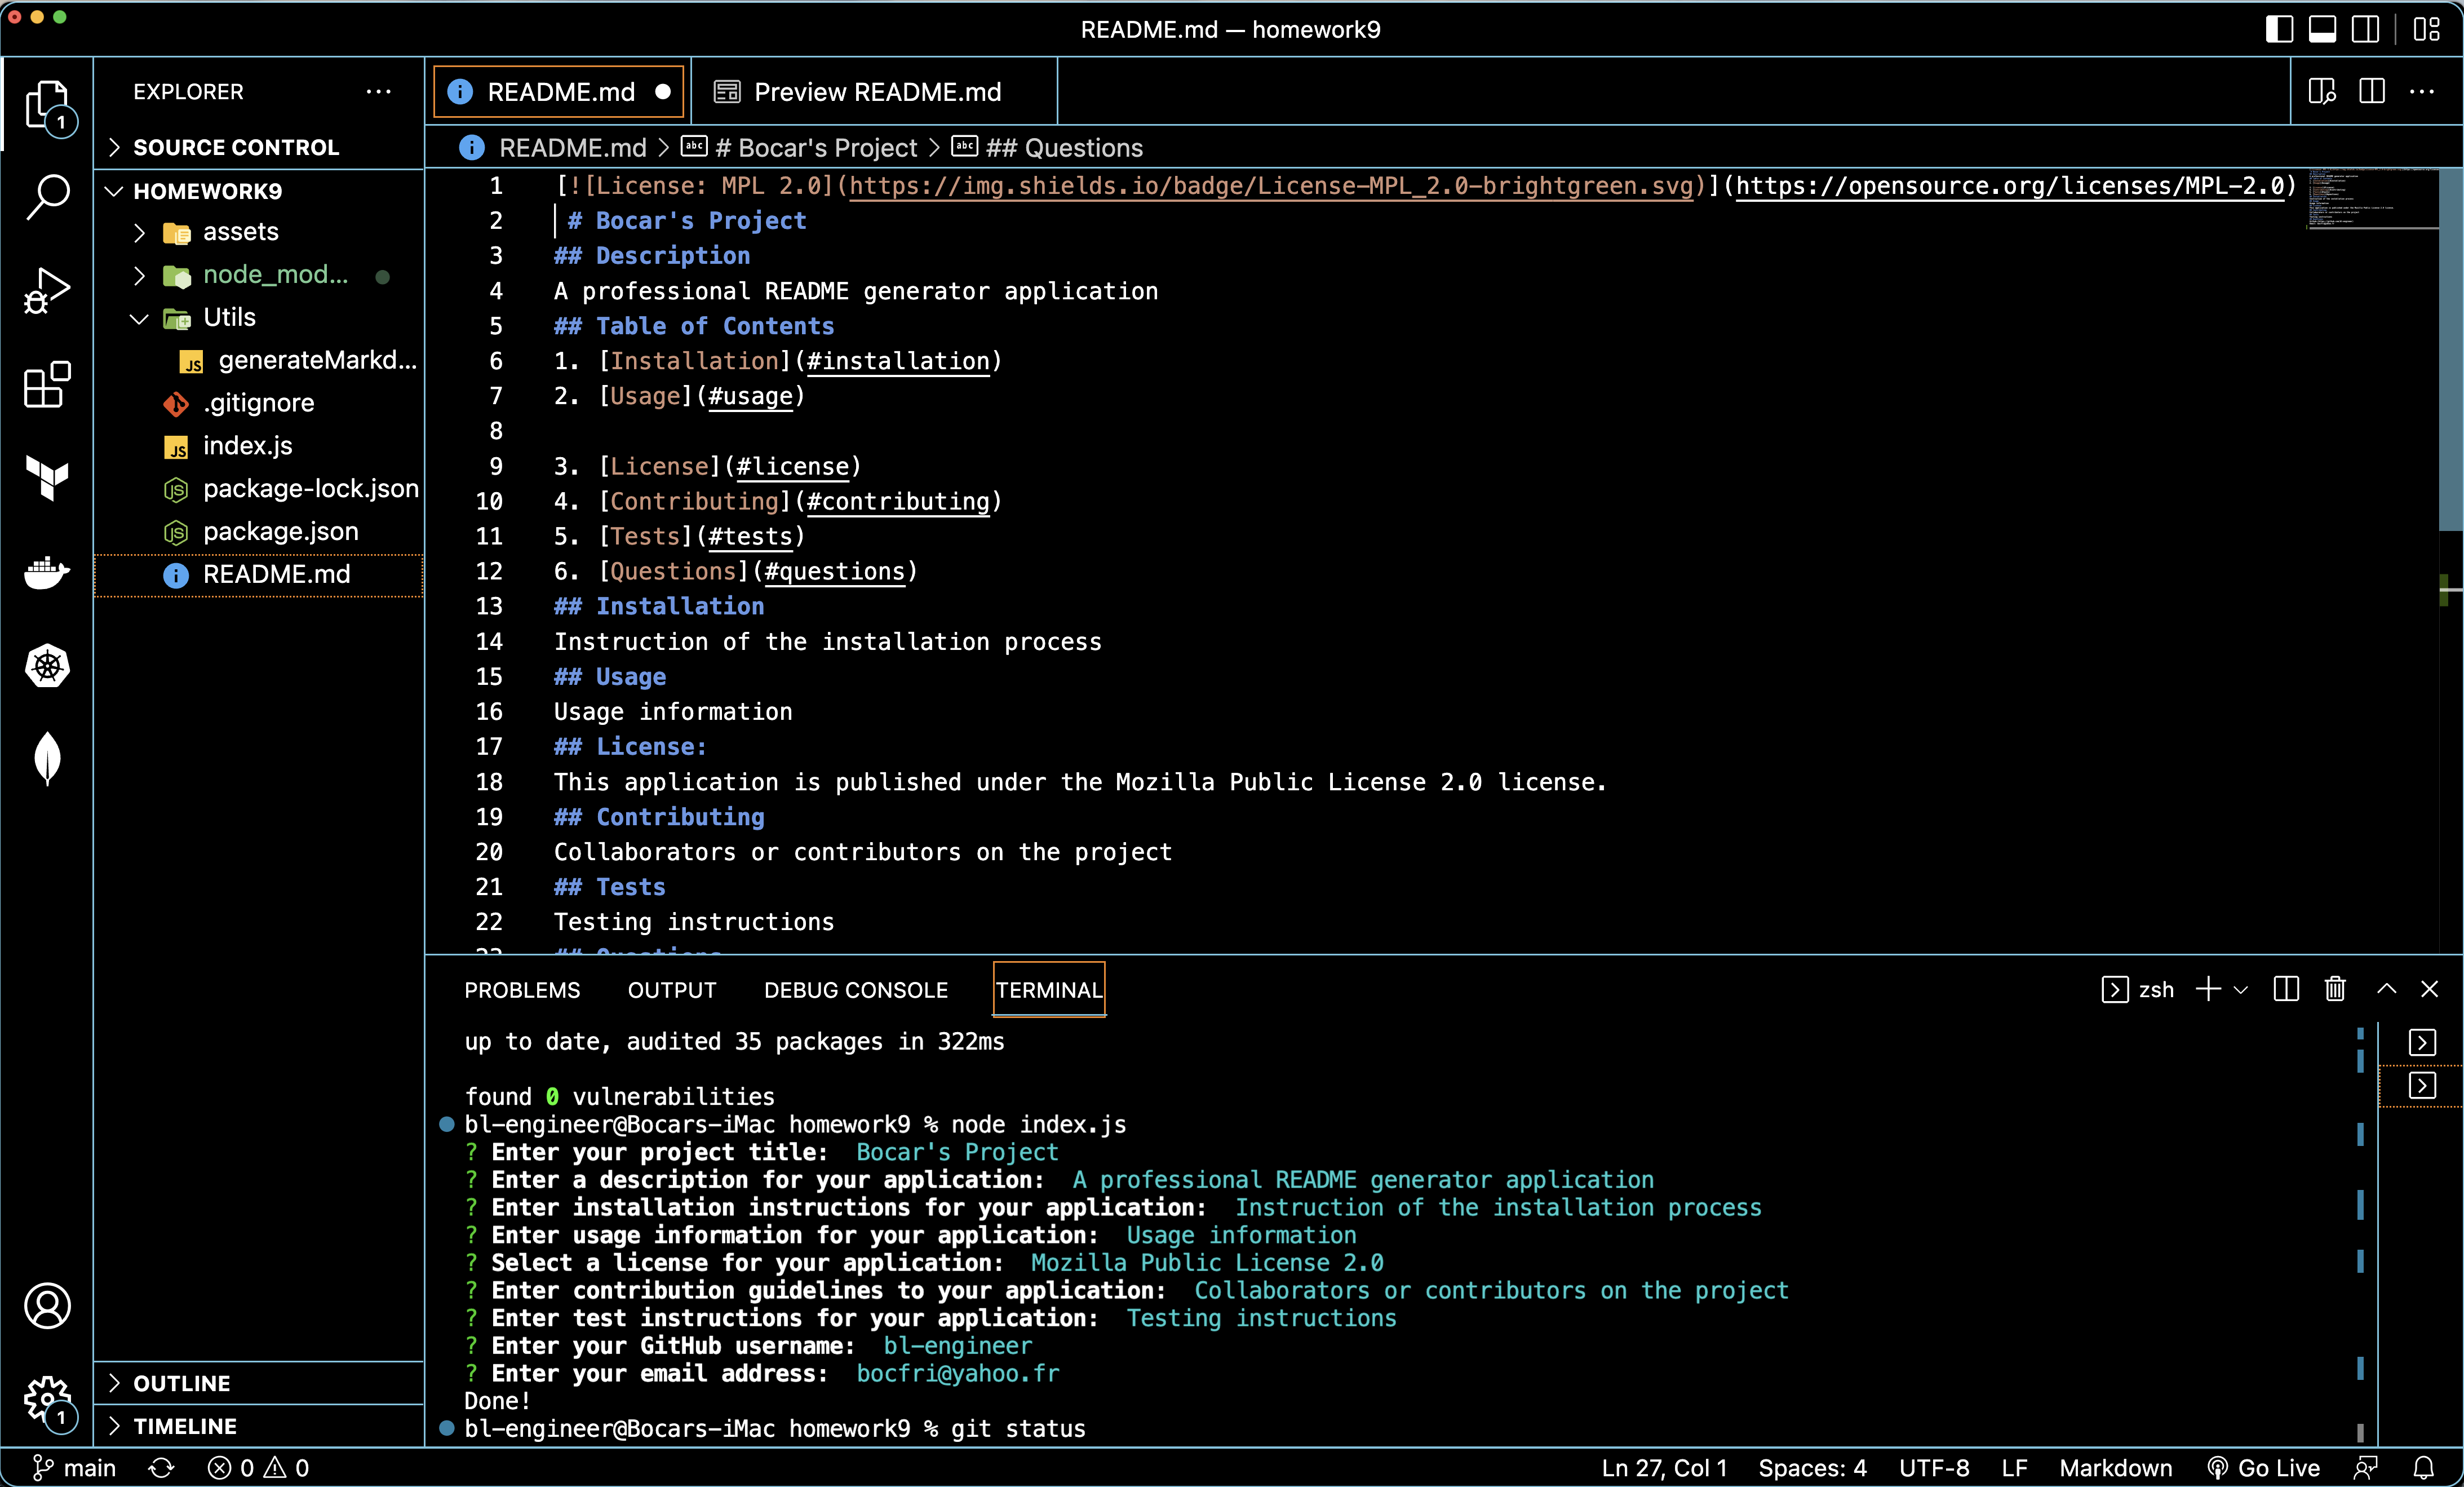 README.md — homework9
EXPLORER
SOURCE CONTROL
HOMEWORK9
assets
node_mod...
Utils
generateMarkd...
.gitignore
index.js
package-lock.json
package.json
README.md
OUTLINE
TIMELINE
1
1
README.md
Preview README.md
README.md > # Bocar's Project > ## Questions
1 [![License: MPL 2.0](https://img.shields.io/badge/License-MPL_2.0-brightgreen.svg)](https://opensource.org/licenses/MPL-2.0)
2 # Bocar's Project
3 ## Description
4 A professional README generator application
5 ## Table of Contents
6 1. [Installation](#installation)
7 2. [Usage](#usage)
8
9 3. [License](#license)
10 4. [Contributing](#contributing)
11 5. [Tests](#tests)
12 6. [Questions](#questions)
13 ## Installation
14 Instruction of the installation process
15 ## Usage
16 Usage information
17 ## License:
18 This application is published under the Mozilla Public License 2.0 license.
19 ## Contributing
20 Collaborators or contributors on the project
21 ## Tests
22 Testing instructions
23 ## Questions
PROBLEMS OUTPUT DEBUG CONSOLE TERMINAL
zsh
up to date, audited 35 packages in 322ms
found 0 vulnerabilities
bl-engineer@Bocars-iMac homework9 % node index.js
? Enter your project title: Bocar's Project
? Enter a description for your application: A professional README generator application
? Enter installation instructions for your application: Instruction of the installation process
? Enter usage information for your application: Usage information
? Select a license for your application: Mozilla Public License 2.0
? Enter contribution guidelines to your application: Collaborators or contributors on the project
? Enter test instructions for your application: Testing instructions
? Enter your GitHub username: bl-engineer
? Enter your email address: bocfri@yahoo.fr
Done!
bl-engineer@Bocars-iMac homework9 % git status
main 0 0 Ln 27, Col 1 Spaces: 4 UTF-8 LF Markdown Go Live